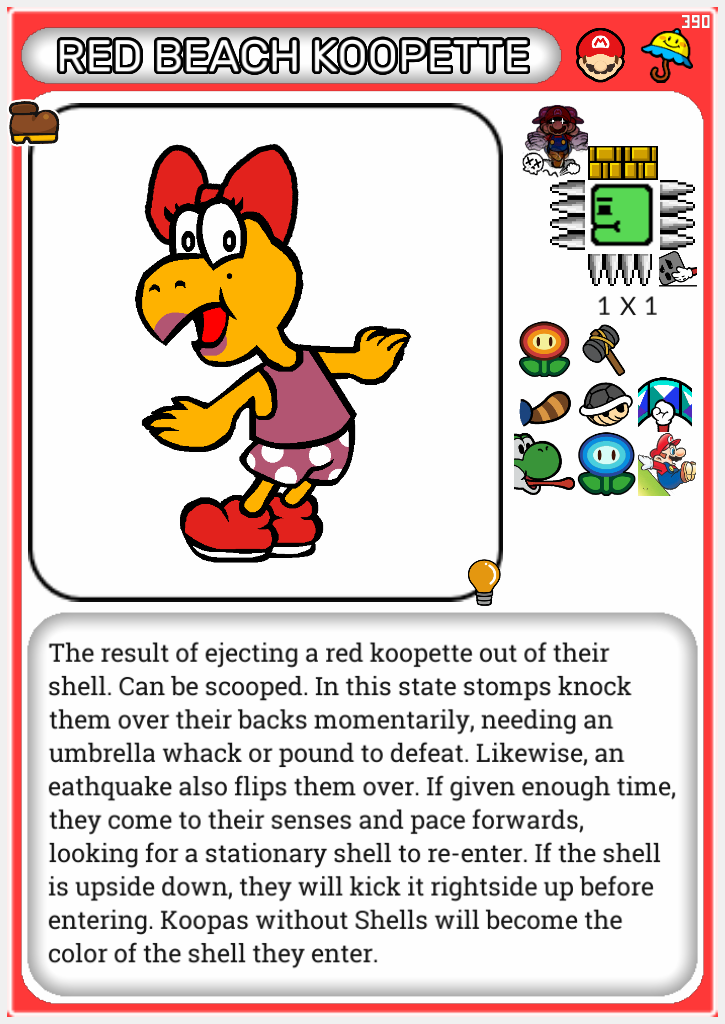 390
RED BEACH KOOPETTE
1 X 1
The result of ejecting a red koopette out of their
shell. Can be scooped. In this state stomps knock
them over their backs momentarily, needing an
umbrella whack or pound to defeat. Likewise, an
eathquake also flips them over. If given enough time,
they come to their senses and pace forwards,
looking for a stationary shell to re-enter. If the shell
is upside down, they will kick it rightside up before
entering. Koopas without Shells will become the
color of the shell they enter.